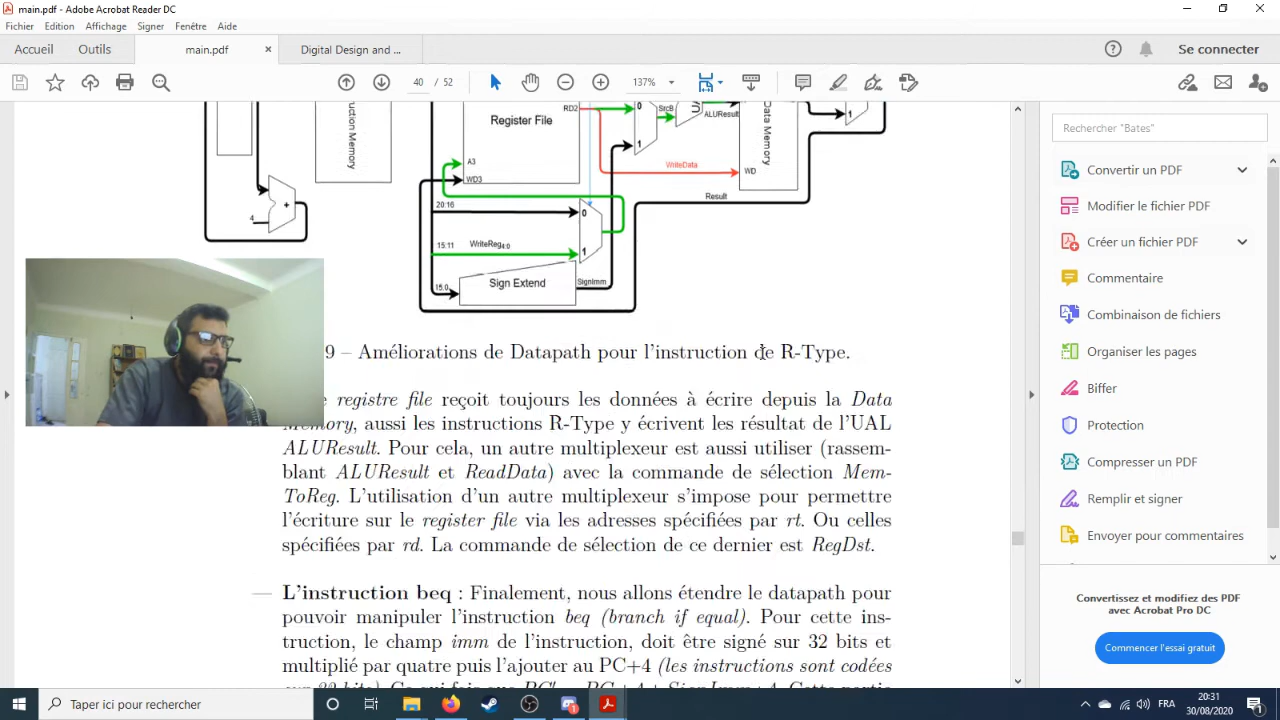 main.pdf - Adobe Acrobat Reader DC
Fichier Edition Affichage Signer Fenêtre Aide
Accueil Outils main.pdf × Digital Design and ... Se connecter
40 / 52 137%
Rechercher "Bates"
Convertir un PDF
Modifier le fichier PDF
Créer un fichier PDF
Commentaire
Combinaison de fichiers
Organiser les pages
Biffer
Protection
Compresser un PDF
Remplir et signer
Envoyer pour commentaires
Convertissez et modifiez des PDF
avec Acrobat Pro DC
Commencer l'essai gratuit
RD2 0 SrcB ALUResult 1
Register File
Data Memory
A3 1
WriteData WD
WD3
Result
20:16 0
4 +
15:11 WriteReg4:0 1
15:0 Sign Extend SignImm
9 – Améliorations de Datapath pour l'instruction de R-Type.
registre file reçoit toujours les données à écrire depuis la Data
Memory, aussi les instructions R-Type y écrivent les résultat de l'UAL
ALUResult. Pour cela, un autre multiplexeur est aussi utiliser (rassem-
blant ALUResult et ReadData) avec la commande de sélection Mem-
ToReg. L'utilisation d'un autre multiplexeur s'impose pour permettre
l'écriture sur le register file via les adresses spécifiées par rt. Ou celles
spécifiées par rd. La commande de sélection de ce dernier est RegDst.
— L'instruction beq : Finalement, nous allons étendre le datapath pour
pouvoir manipuler l'instruction beq (branch if equal). Pour cette ins-
truction, le champ imm de l'instruction, doit être signé sur 32 bits et
multiplié par quatre puis l'ajouter au PC+4 (les instructions sont codées
Taper ici pour rechercher
FRA
20:31
30/08/2020